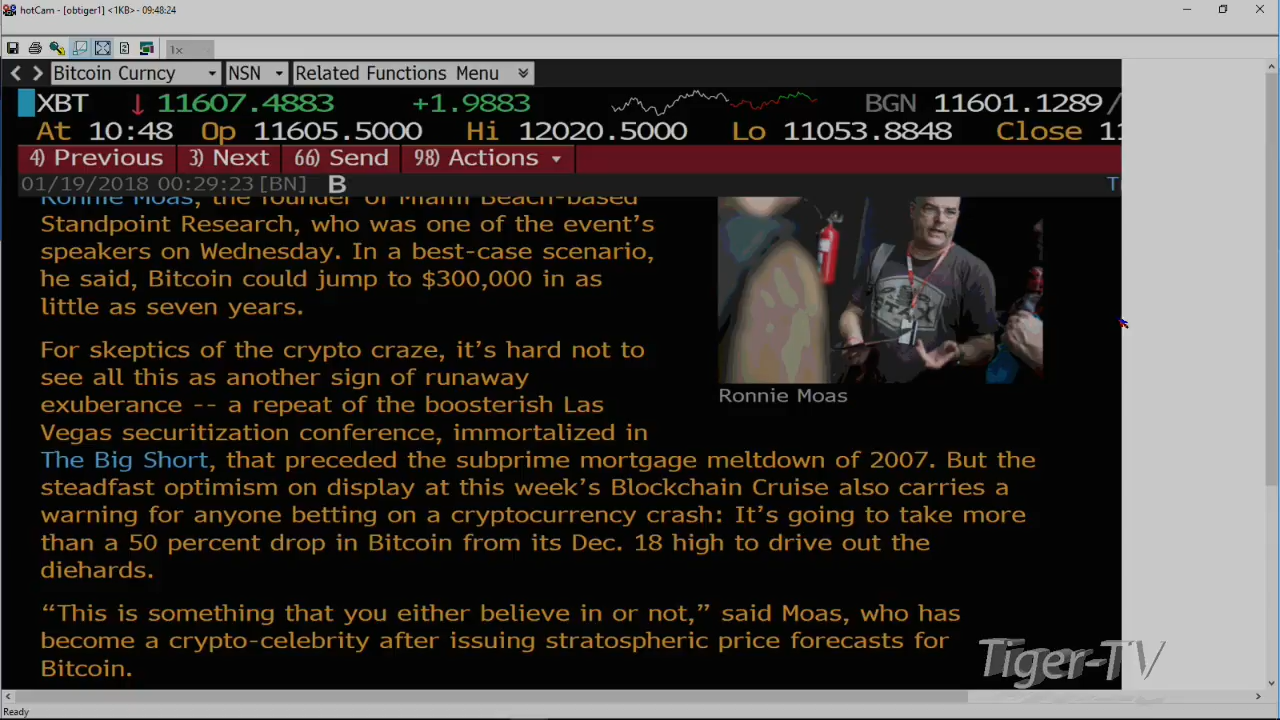 hotCam - [obtiger1] <1KB> - 09:48:24
1x
Bitcoin Curncy NSN Related Functions Menu
XBT 11607.4883 +1.9883 BGN 11601.1289/
At 10:48 Op 11605.5000 Hi 12020.5000 Lo 11053.8848 Close 11
4) Previous 3) Next 66) Send 98) Actions
01/19/2018 00:29:23 [BN] B
Ronnie Moas, the founder of Miami Beach-based
Standpoint Research, who was one of the event’s
speakers on Wednesday. In a best-case scenario,
he said, Bitcoin could jump to $300,000 in as
little as seven years.
For skeptics of the crypto craze, it’s hard not to
see all this as another sign of runaway
exuberance -- a repeat of the boosterish Las
Vegas securitization conference, immortalized in
The Big Short, that preceded the subprime mortgage meltdown of 2007. But the
steadfast optimism on display at this week’s Blockchain Cruise also carries a
warning for anyone betting on a cryptocurrency crash: It’s going to take more
than a 50 percent drop in Bitcoin from its Dec. 18 high to drive out the
diehards.
“This is something that you either believe in or not,” said Moas, who has
become a crypto-celebrity after issuing stratospheric price forecasts for
Bitcoin.
Ronnie Moas
Tiger-TV
Ready